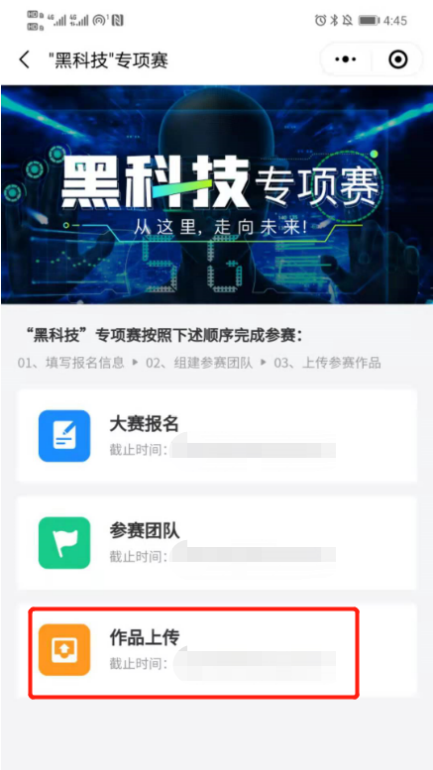 4:45
"黑科技"专项赛
黑科技专项赛
从这里,走向未来!
“黑科技”专项赛按照下述顺序完成参赛:
01、填写报名信息 ▸ 02、组建参赛团队 ▸ 03、上传参赛作品
大赛报名
截止时间:
参赛团队
截止时间:
作品上传
截止时间: